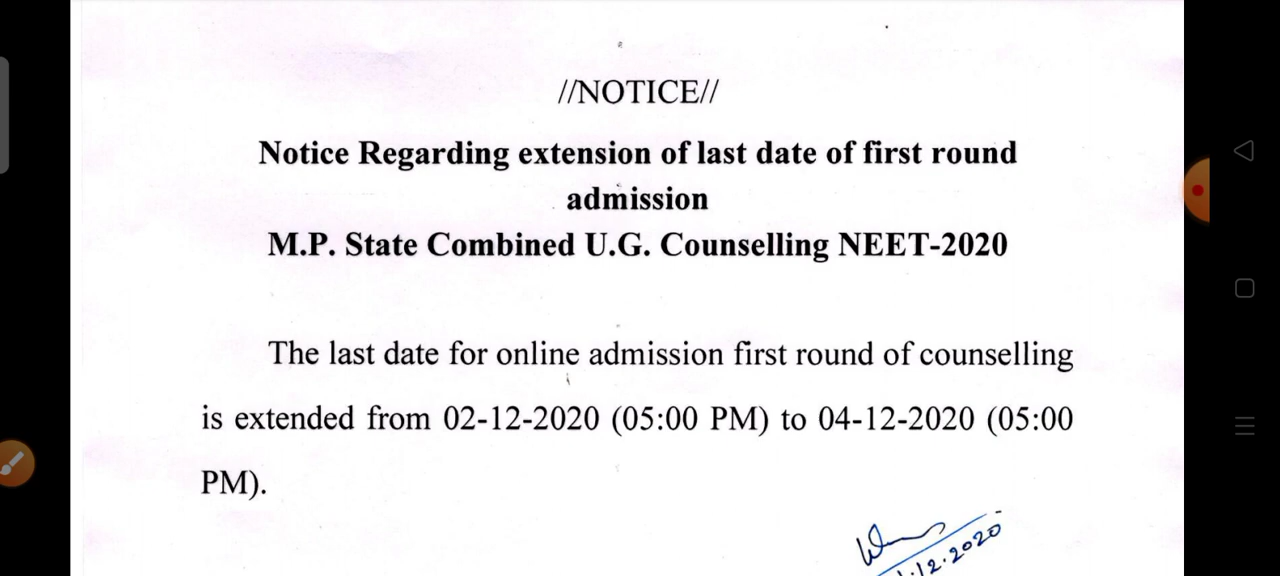 //NOTICE//
Notice Regarding extension of last date of first round
admission
M.P. State Combined U.G. Counselling NEET-2020
The last date for online admission first round of counselling
is extended from 02-12-2020 (05:00 PM) to 04-12-2020 (05:00
PM).
.12.2020